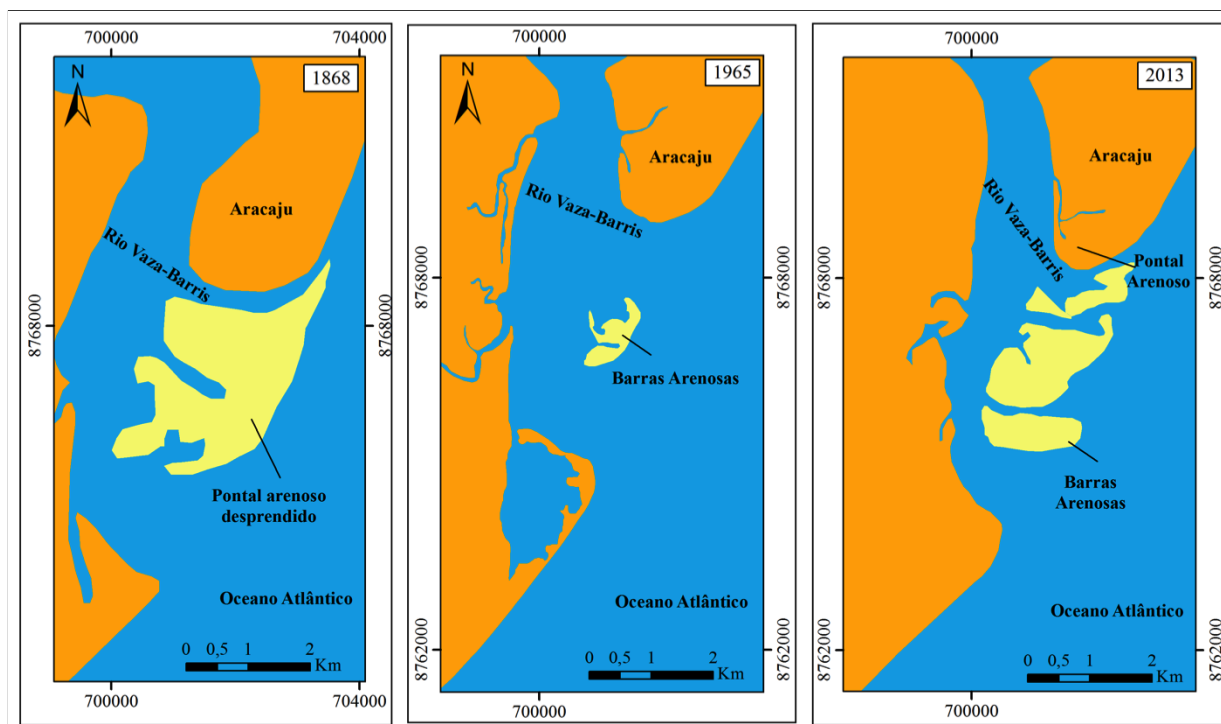 700000
704000
N
1868
Aracaju
Rio Vaza-Barris
8768000
8768000
Pontal arenoso
desprendido
Oceano Atlântico
0 0,5 1 2
Km
700000
704000
700000
N
1965
Aracaju
Rio Vaza-Barris
8768000
8768000
Barras Arenosas
Oceano Atlântico
8762000
8762000
0 0,5 1 2
Km
700000
700000
2013
Aracaju
Rio Vaza-Barris
Pontal
Arenoso
8768000
8768000
Barras
Arenosas
Oceano Atlântico
8762000
8762000
0 0,5 1 2
Km
700000